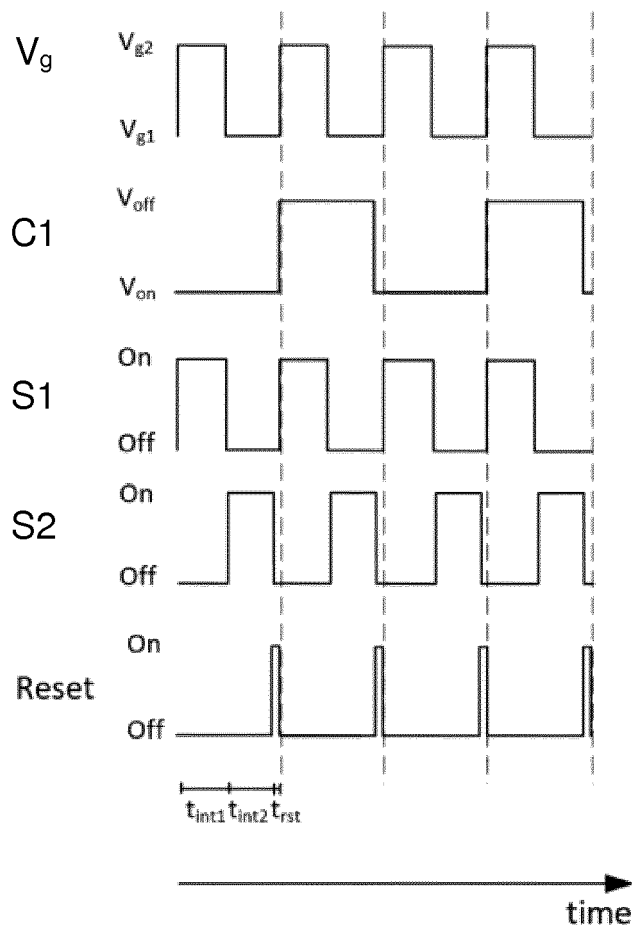 Vg
Vg2
Vg1
C1
Voff
Von
S1
On
Off
S2
On
Off
Reset
On
Off
tint1 tint2 trst
time